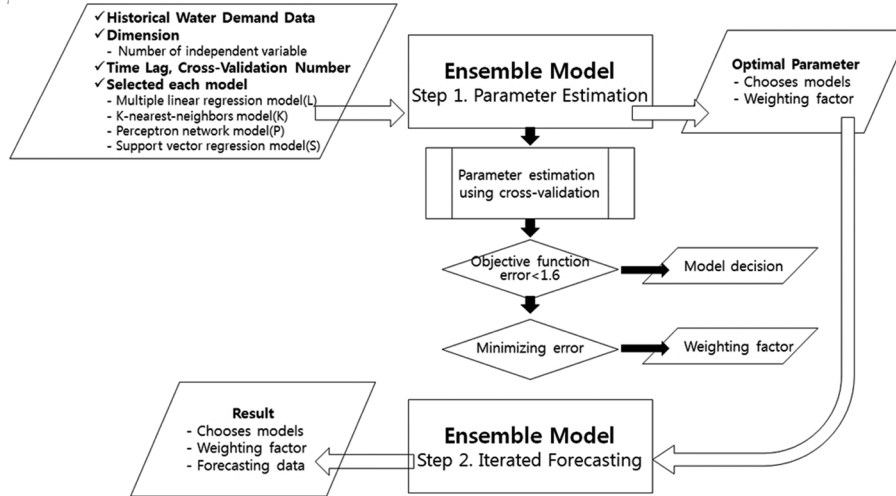 ✓Historical Water Demand Data
✓Dimension
- Number of independent variable
✓Time Lag, Cross-Validation Number
✓Selected each model
- Multiple linear regression model(L)
- K-nearest-neighbors model(K)
- Perceptron network model(P)
- Support vector regression model(S)
Ensemble Model
Step 1. Parameter Estimation
Optimal Parameter
- Chooses models
- Weighting factor
Parameter estimation
using cross-validation
Objective function
error<1.6
Model decision
Minimizing error
Weighting factor
Result
- Chooses models
- Weighting factor
- Forecasting data
Ensemble Model
Step 2. Iterated Forecasting